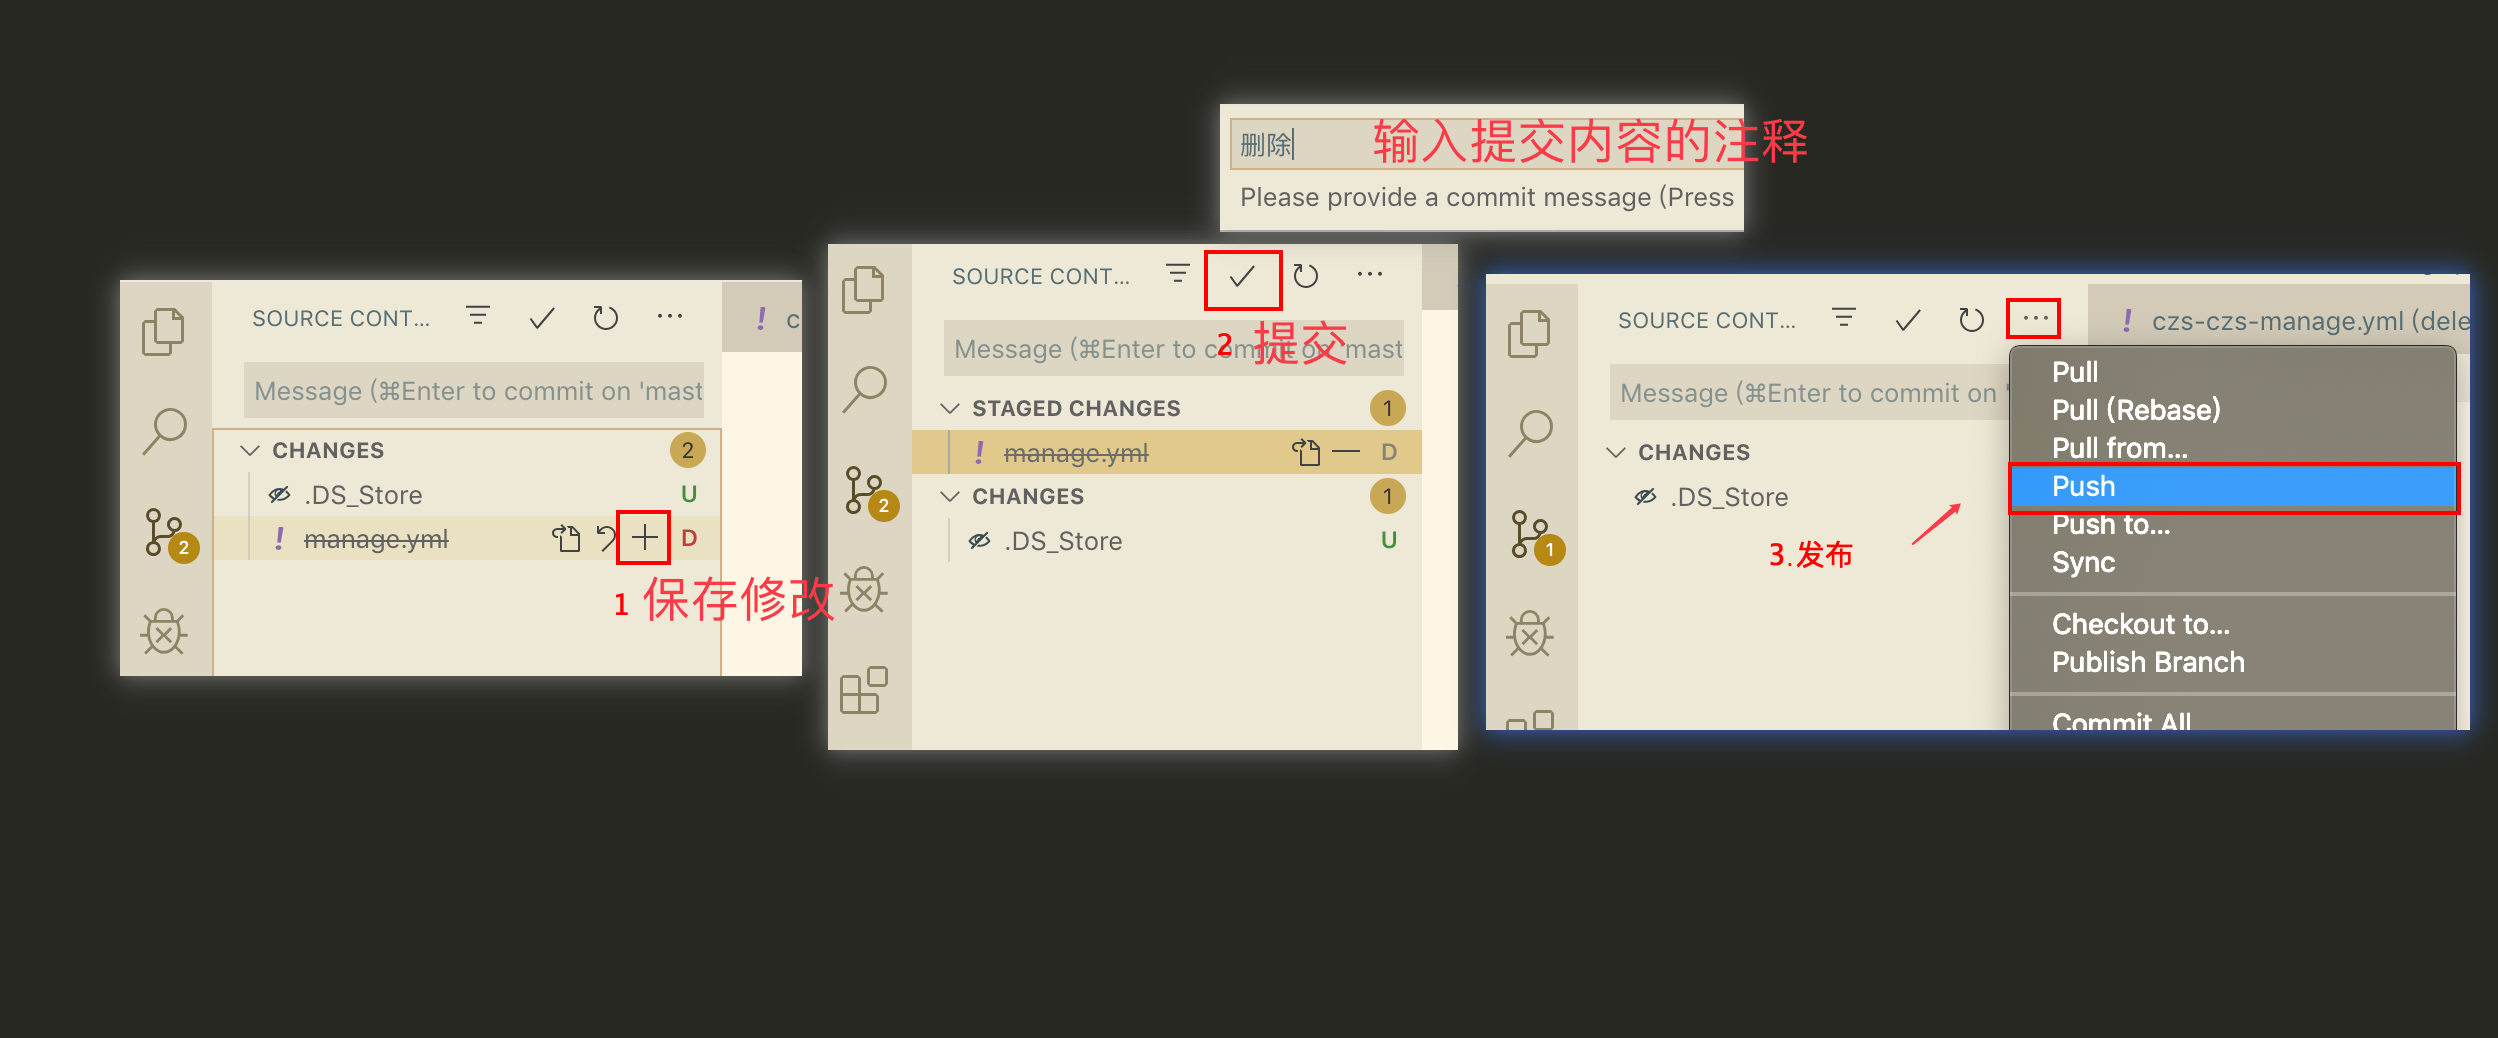 删除
输入提交内容的注释
Please provide a commit message (Press
SOURCE CONT...
! c
Message (⌘Enter to commit on 'mast
CHANGES 2
.DS_Store U
! manage.yml D
2
1 保存修改
SOURCE CONT...
2 提交
Message (⌘Enter to commit on 'mast
STAGED CHANGES 1
! manage.yml D
CHANGES 1
.DS_Store U
2
SOURCE CONT...
! czs-czs-manage.yml (dele
Message (⌘Enter to commit on '
CHANGES
.DS_Store
1
3.发布
Pull
Pull (Rebase)
Pull from...
Push
Push to...
Sync
Checkout to...
Publish Branch
Commit All